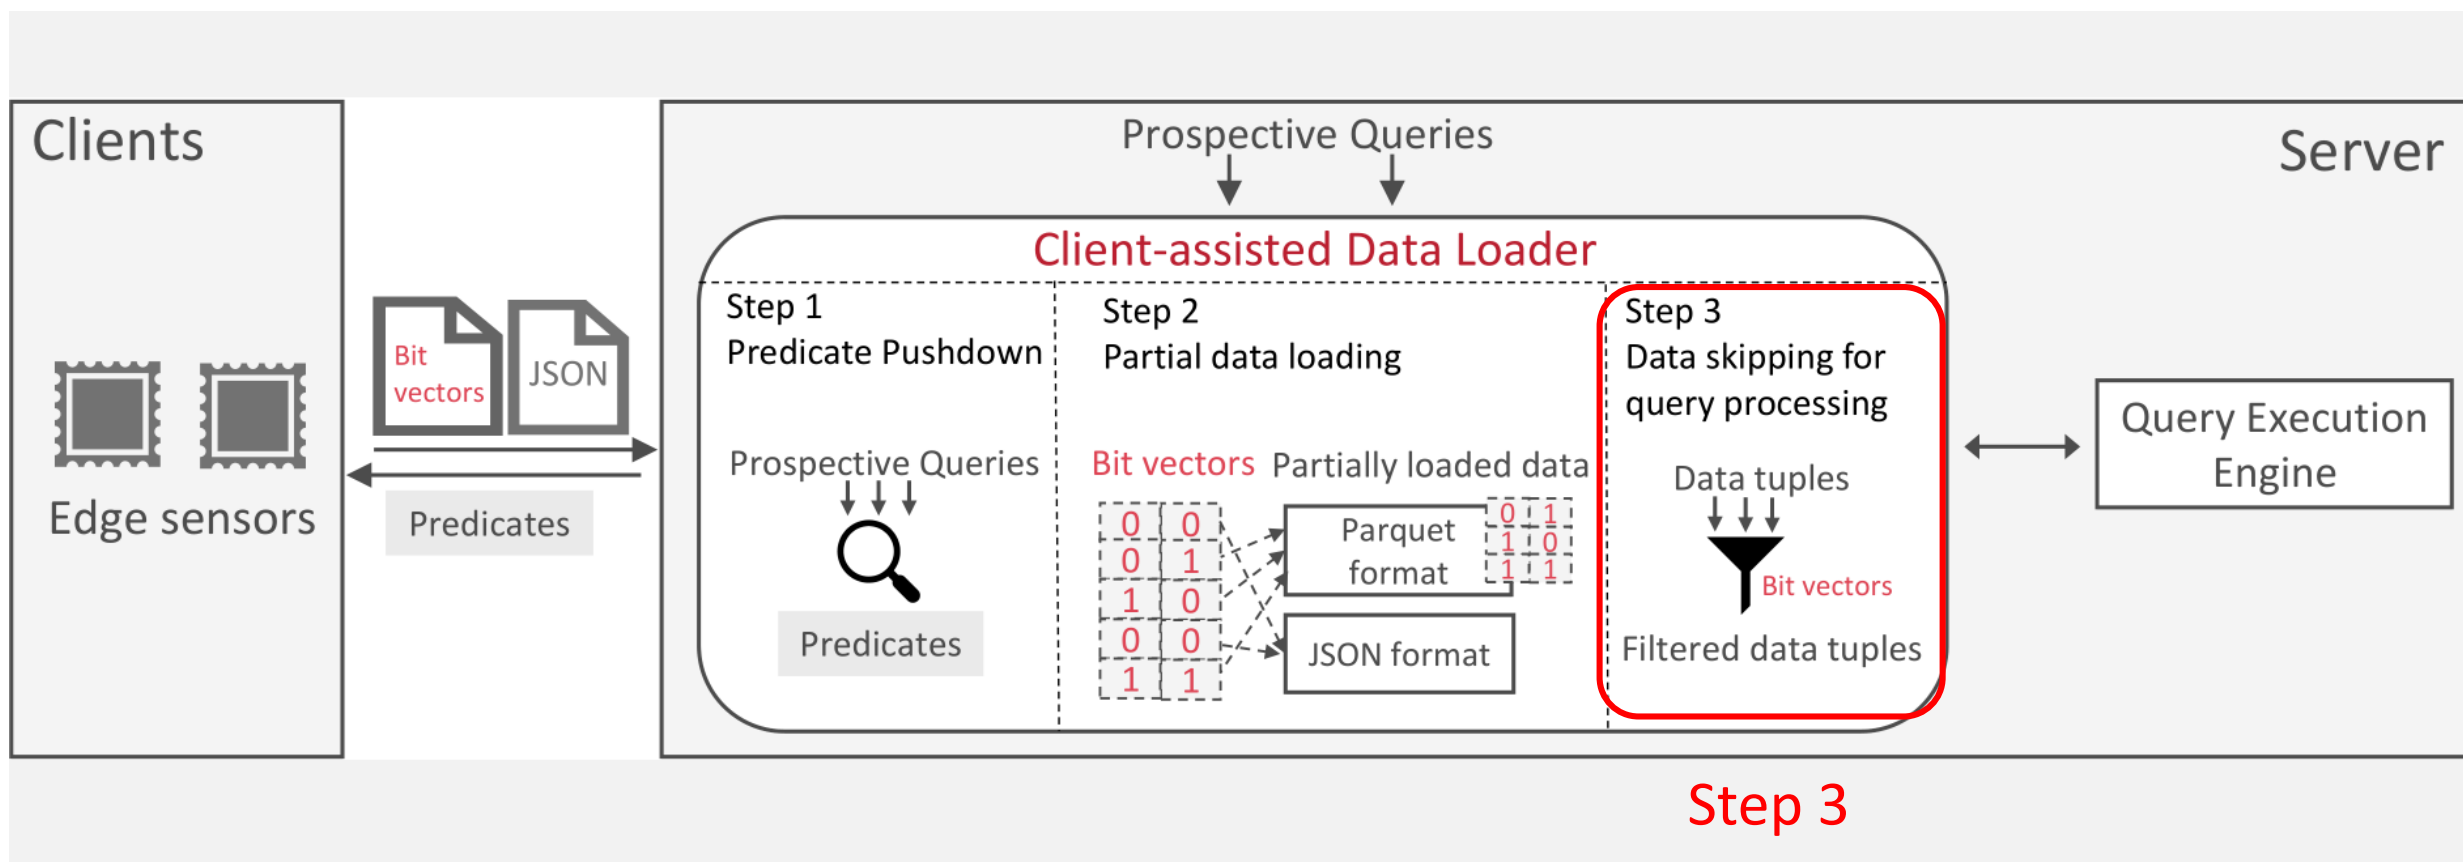 Clients
Edge sensors
Bit
vectors
JSON
Predicates
Server
Prospective Queries
Client-assisted Data Loader
Step 1
Predicate Pushdown
Prospective Queries
Predicates
Step 2
Partial data loading
Bit vectors
Partially loaded data
0 0
0 1
1 0
0 0
1 1
Parquet
format
0 1
1 0
1 1
JSON format
Step 3
Data skipping for
query processing
Data tuples
Bit vectors
Filtered data tuples
Query Execution
Engine
Step 3